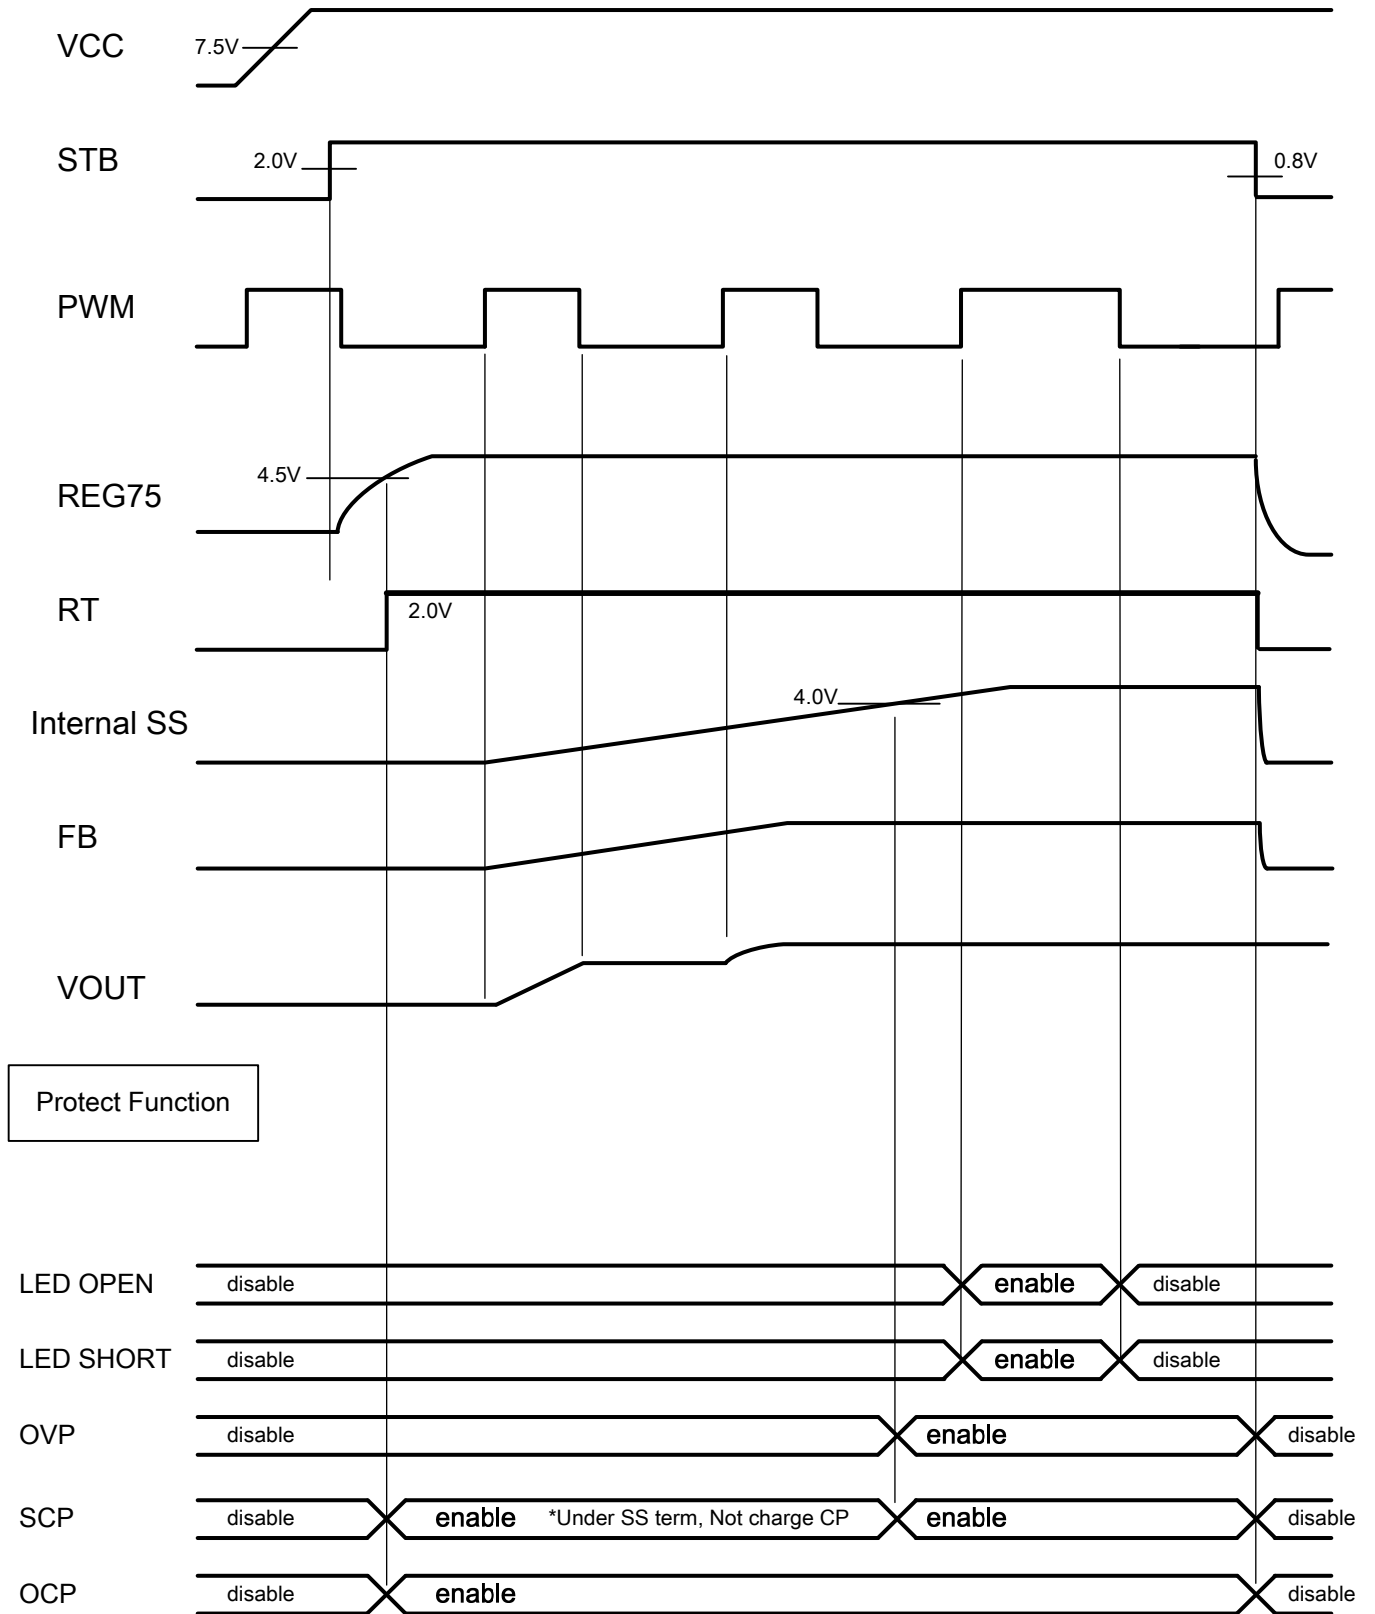 VCC 7.5V
STB 2.0V 0.8V
PWM
REG75 4.5V
RT 2.0V
Internal SS 4.0V
FB
VOUT
Protect Function
LED OPEN disable enable disable
LED SHORT disable enable disable
OVP disable enable disable
SCP disable enable *Under SS term, Not charge CP enable disable
OCP disable enable disable